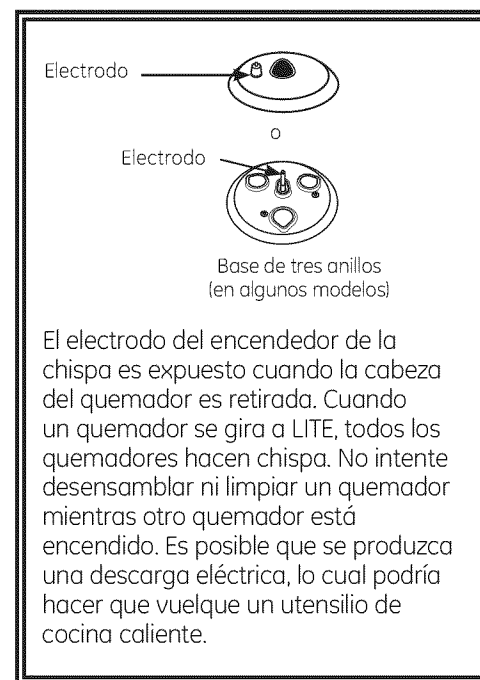 Electrodo
o
Electrodo
Base de tres anillos
(en algunos modelos)
El electrodo del encendedor de la
chispa es expuesto cuando la cabeza
del quemador es retirada. Cuando
un quemador se gira a LITE, todos los
quemadores hacen chispa. No intente
desensamblar ni limpiar un quemador
mientras otro quemador está
encendido. Es posible que se produzca
una descarga eléctrica, lo cual podría
hacer que vuelque un utensilio de
cocina caliente.